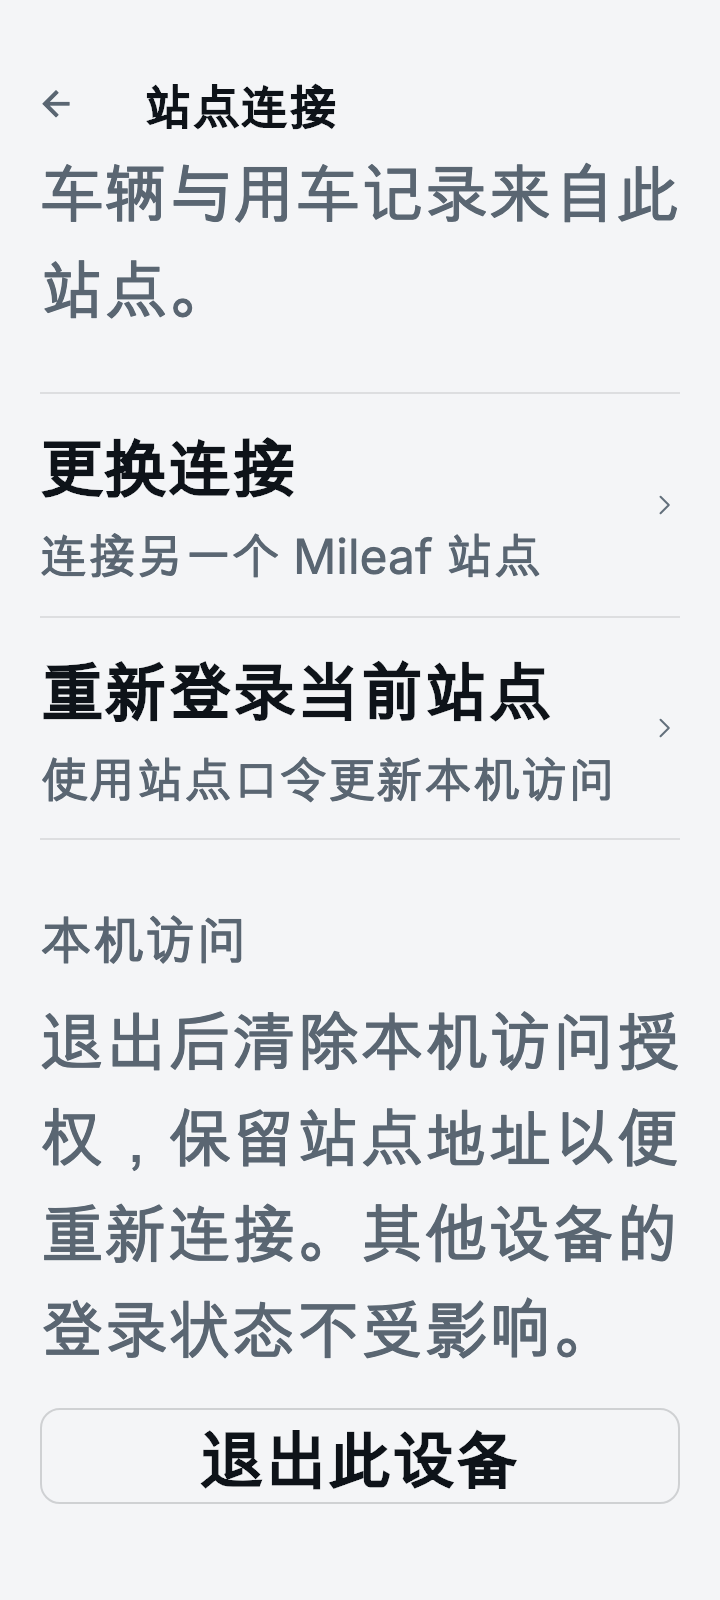 站点连接
车辆与用车记录来自此
站点。
更换连接
连接另一个 Mileaf 站点
重新登录当前站点
使用站点口令更新本机访问
本机访问
退出后清除本机访问授
权，保留站点地址以便
重新连接。其他设备的
登录状态不受影响。
退出此设备